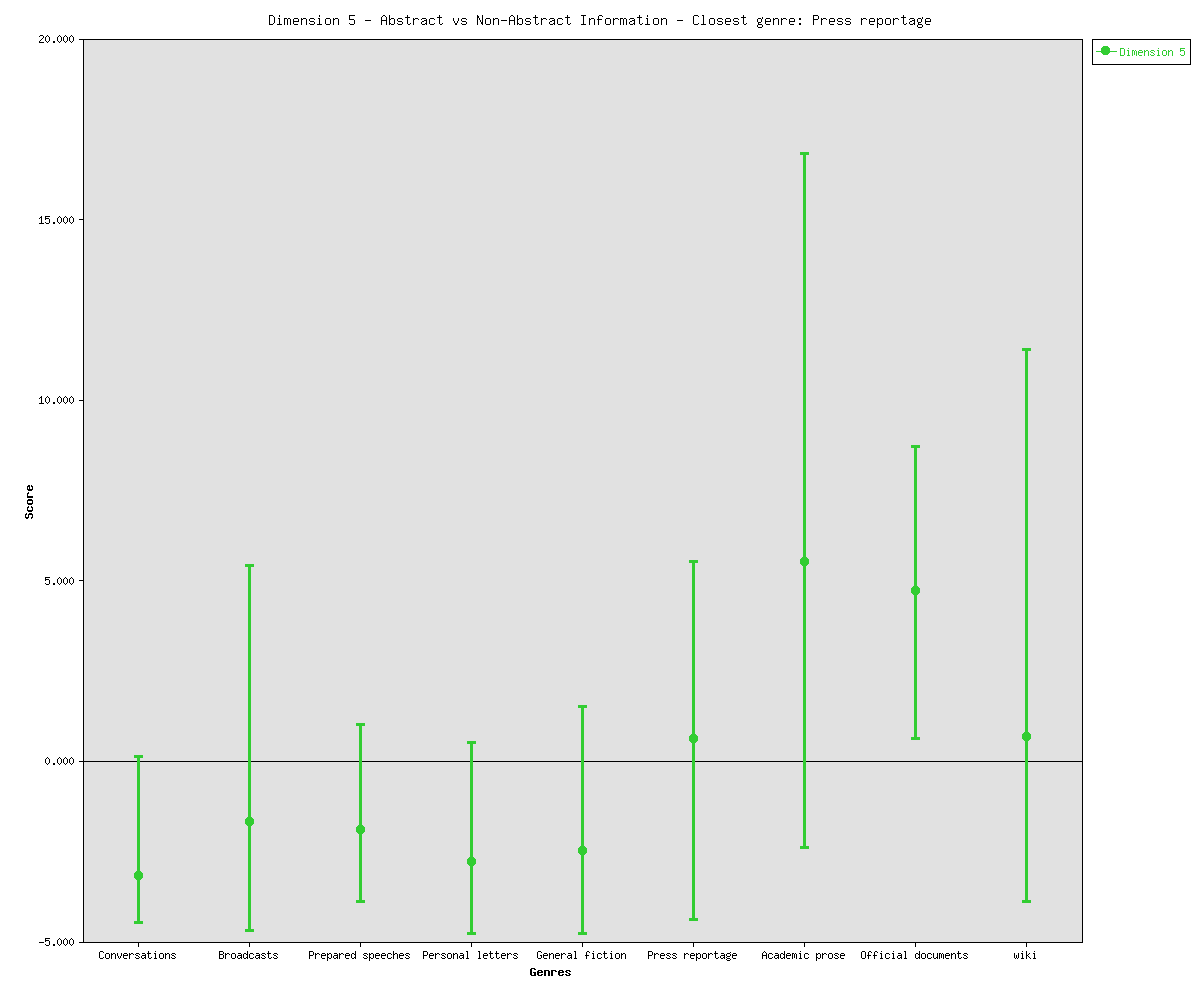 Dimension 5 - Abstract vs Non-Abstract Information - Closest genre: Press reportage
20.000
Dimension 5
15.000
10.000
Score
5.000
0.000
-5.000
Conversations Broadcasts Prepared speeches Personal letters General fiction Press reportage Academic prose Official documents wiki
Genres